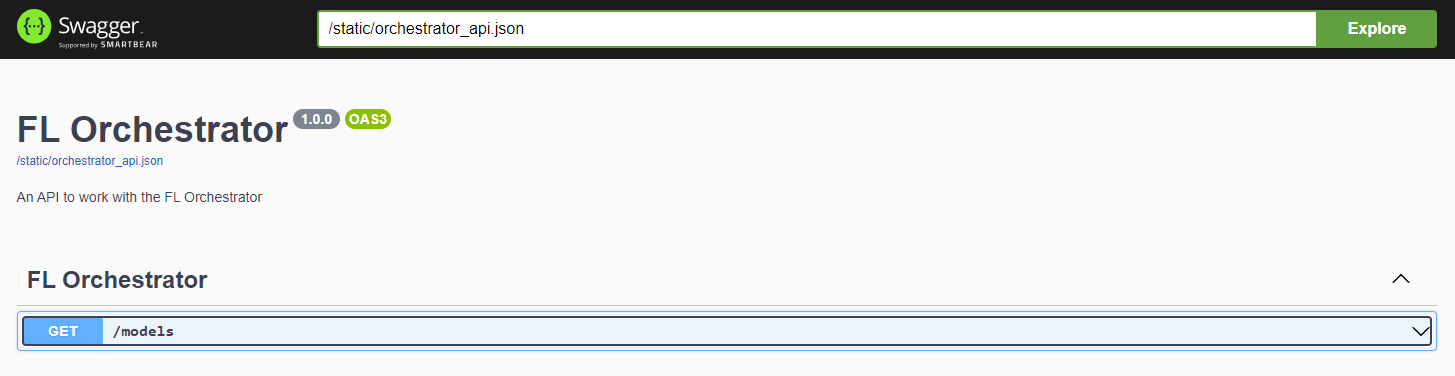 {...} Swagger.
Supported by SMARTBEAR
/static/orchestrator_api.json
Explore
FL Orchestrator 1.0.0 OAS3
/static/orchestrator_api.json
An API to work with the FL Orchestrator
FL Orchestrator
GET /models